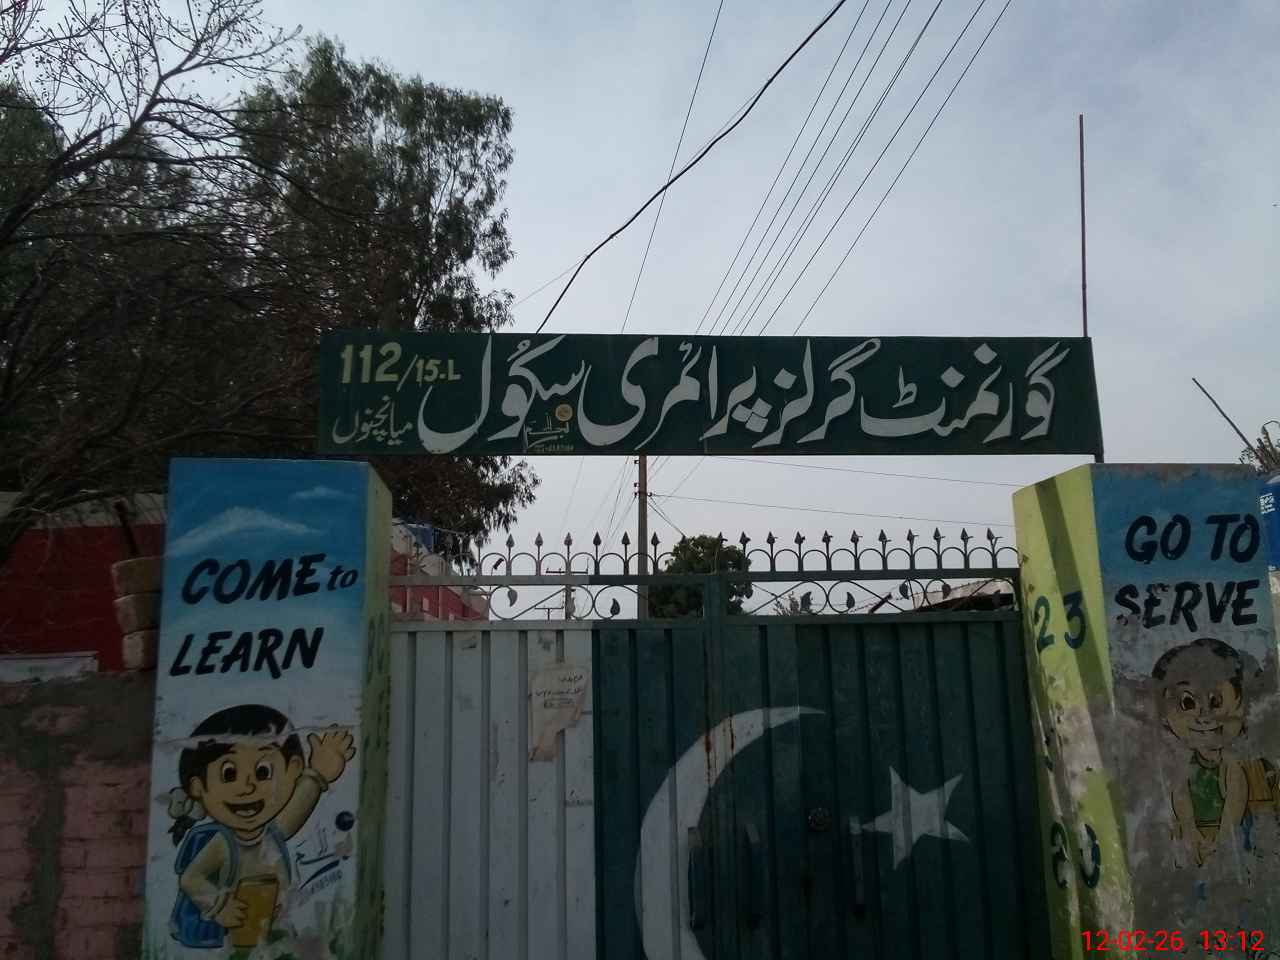 گورنمنٹ گرلز پرائمری سکول
112/15-L
میانچنوں
COME to
LEARN
GO TO
SERVE
23
20
12-02-26 13:12